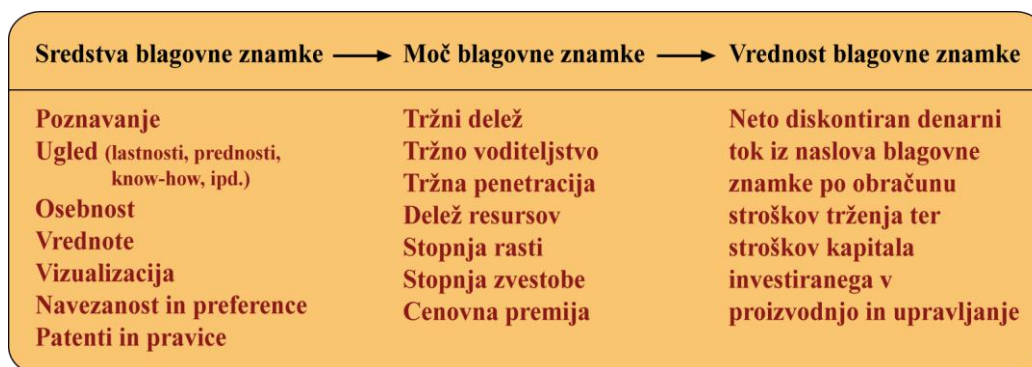 Sredstva blagovne znamke → Moč blagovne znamke → Vrednost blagovne znamke
Poznavanje
Ugled (lastnosti, prednosti,
know-how, ipd.)
Osebnost
Vrednote
Vizualizacija
Navezanost in preference
Patenti in pravice
Tržni delež
Tržno voditeljstvo
Tržna penetracija
Delež resursov
Stopnja rasti
Stopnja zvestobe
Cenovna premija
Neto diskontiran denarni
tok iz naslova blagovne
znamke po obračunu
stroškov trženja ter
stroškov kapitala
investiranega v
proizvodnjo in upravljanje